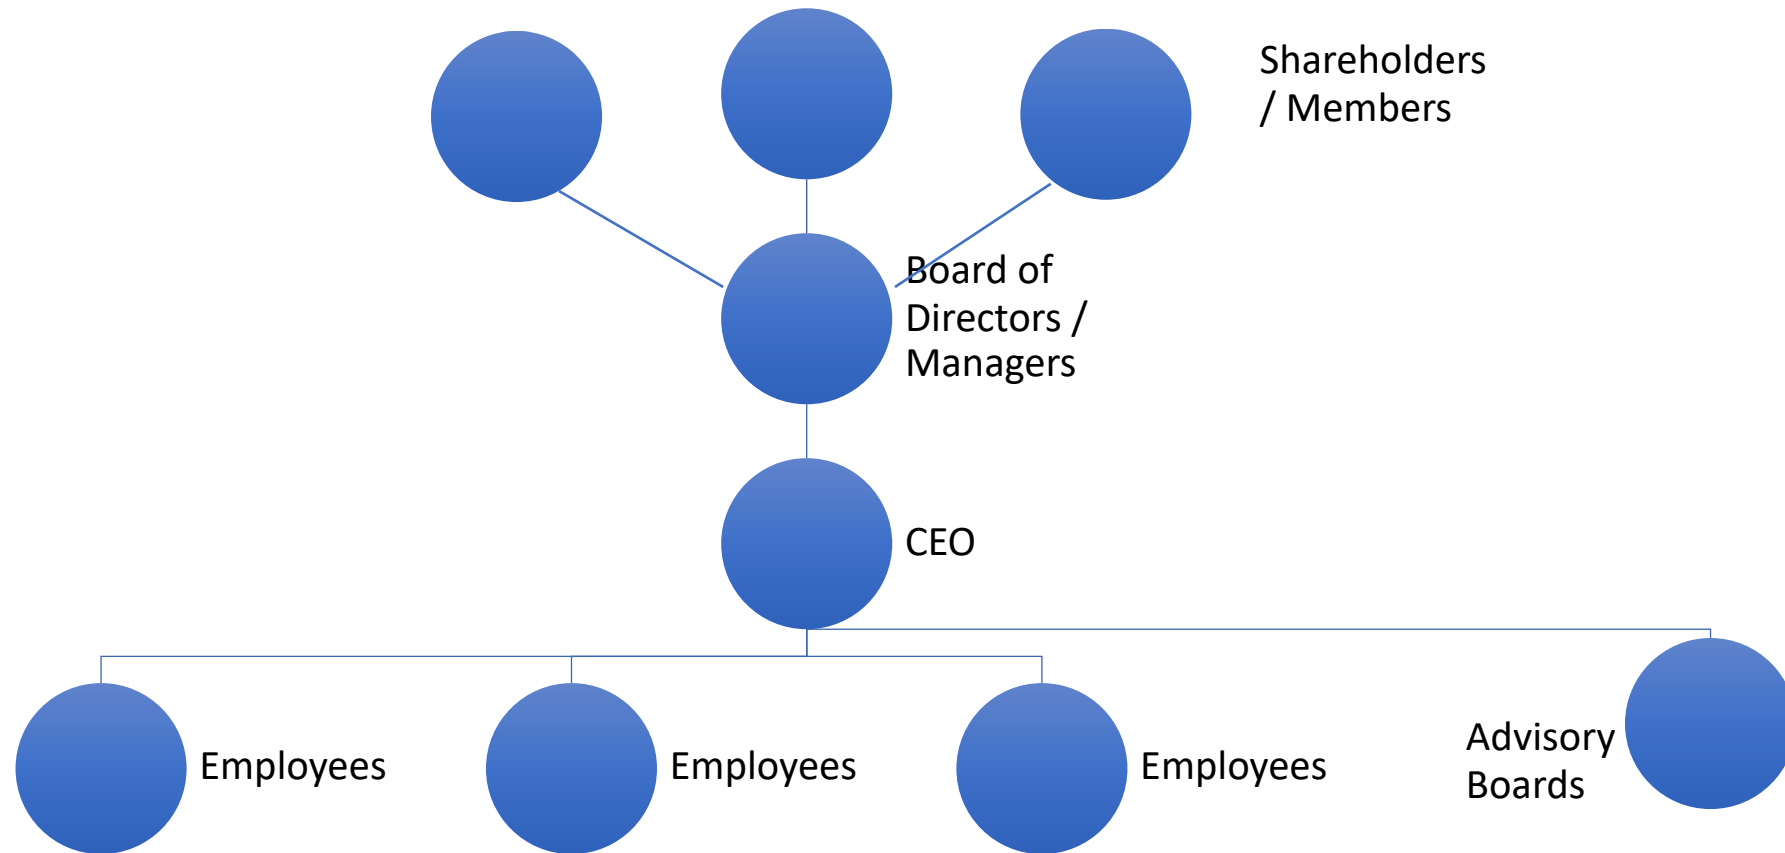 Shareholders
/ Members
Board of
Directors /
Managers
CEO
Employees
Employees
Employees
Advisory
Boards